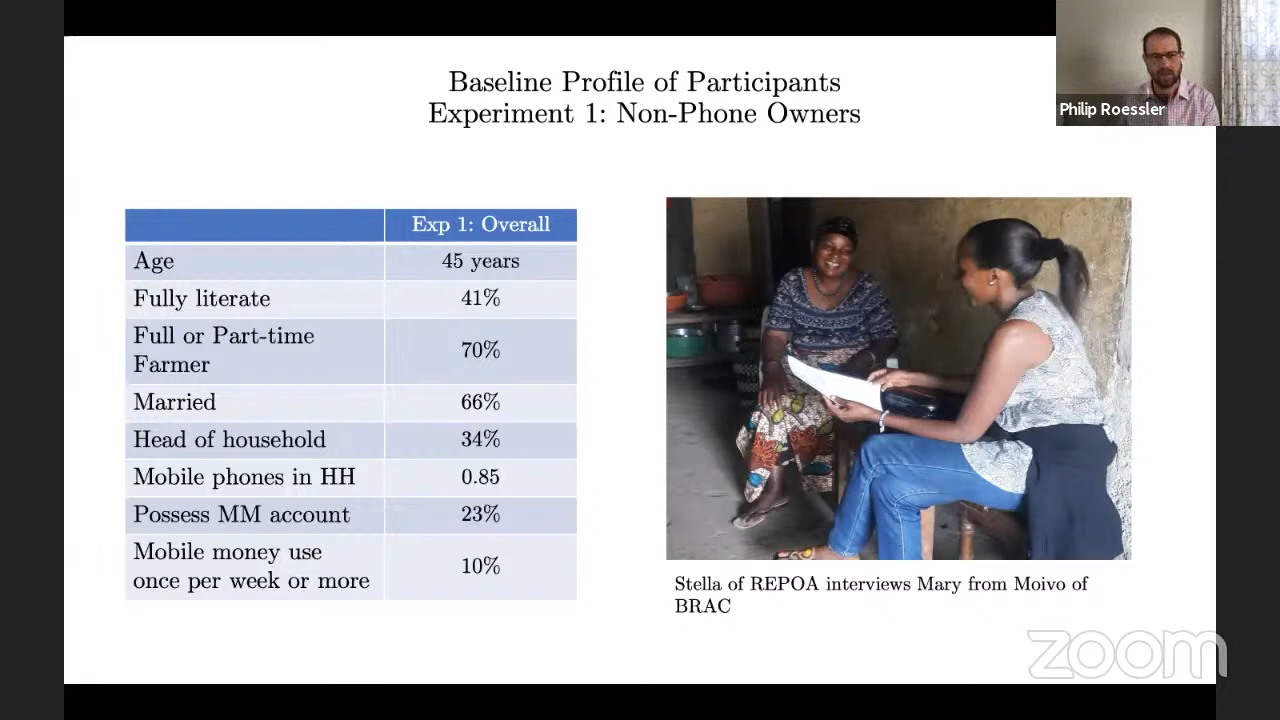 Baseline Profile of Participants
Experiment 1: Non-Phone Owners
Philip Roessler
Exp 1: Overall
Age 45 years
Fully literate 41%
Full or Part-time
Farmer 70%
Married 66%
Head of household 34%
Mobile phones in HH 0.85
Possess MM account 23%
Mobile money use
once per week or more 10%
Stella of REPOA interviews Mary from Moivo of
BRAC
zoom